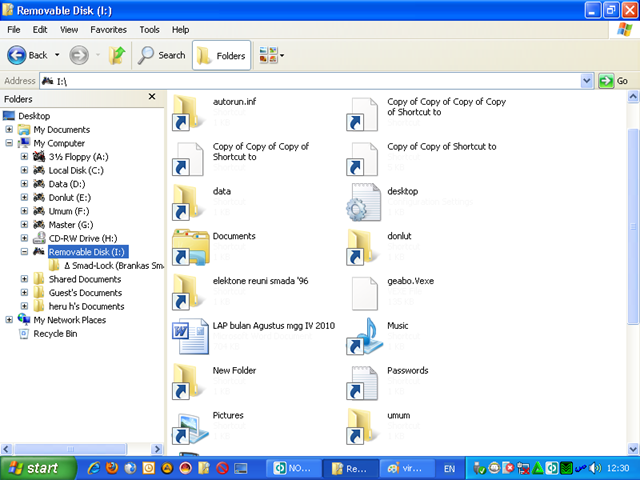 Removable Disk (I:)
File Edit View Favorites Tools Help
Back Search Folders
Address I:\ Go
Folders
Desktop
My Documents
My Computer
3½ Floppy (A:)
Local Disk (C:)
Data (D:)
Donlut (E:)
Umum (F:)
Master (G:)
CD-RW Drive (H:)
Removable Disk (I:)
Δ Smad-Lock (Brankas Sma
Shared Documents
Guest's Documents
heru h's Documents
My Network Places
Recycle Bin
autorun.inf
Copy of Copy of Copy of Copy
of Shortcut to
Copy of Copy of Copy of
Shortcut to
Copy of Copy of Shortcut to
data
desktop
Documents
donlut
elektone reuni smada '96
geabo.Vexe
LAP bulan Agustus mgg IV 2010
Music
New Folder
Passwords
Pictures
umum
start
NO...
Re...
vir...
EN
12:30